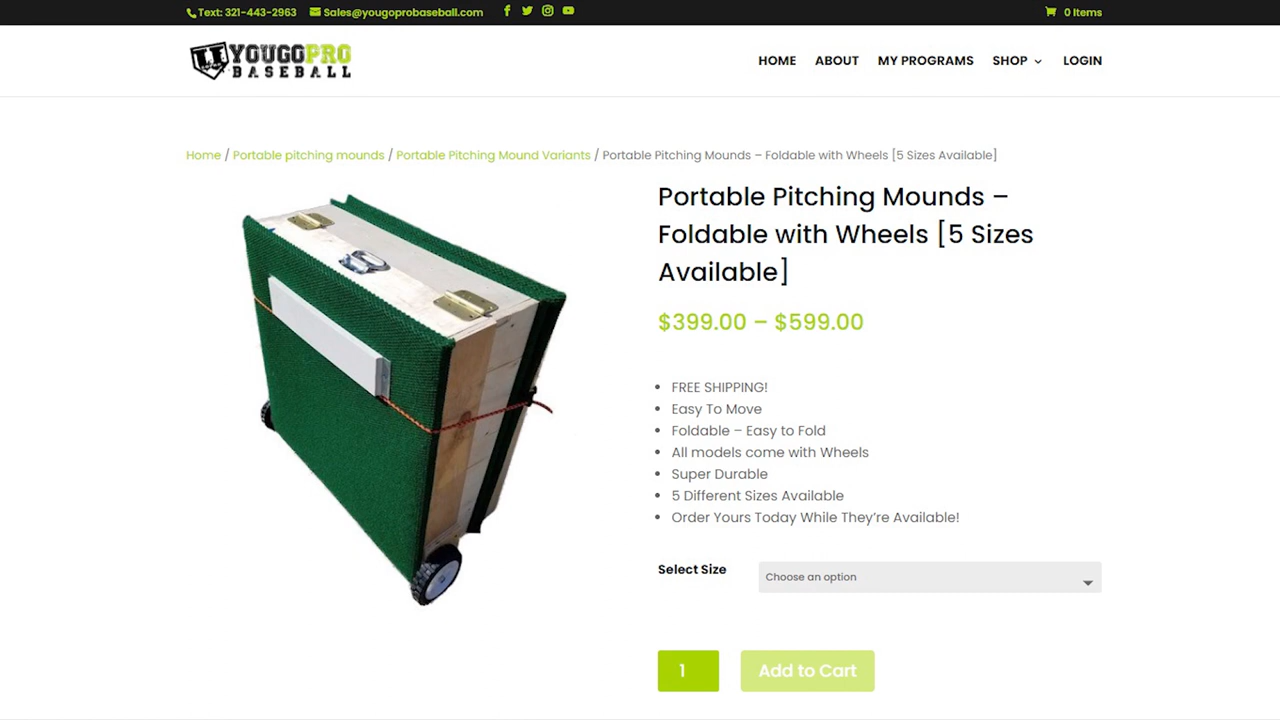 Text: 321-443-2963 Sales@yougoprobaseball.com 0 Items
YOUGOPRO
BASEBALL
HOME ABOUT MY PROGRAMS SHOP LOGIN
Home / Portable pitching mounds / Portable Pitching Mound Variants / Portable Pitching Mounds – Foldable with Wheels [5 Sizes Available]
Portable Pitching Mounds –
Foldable with Wheels [5 Sizes
Available]
$399.00 – $599.00
• FREE SHIPPING!
• Easy To Move
• Foldable – Easy to Fold
• All models come with Wheels
• Super Durable
• 5 Different Sizes Available
• Order Yours Today While They’re Available!
Select Size Choose an option
1 Add to Cart